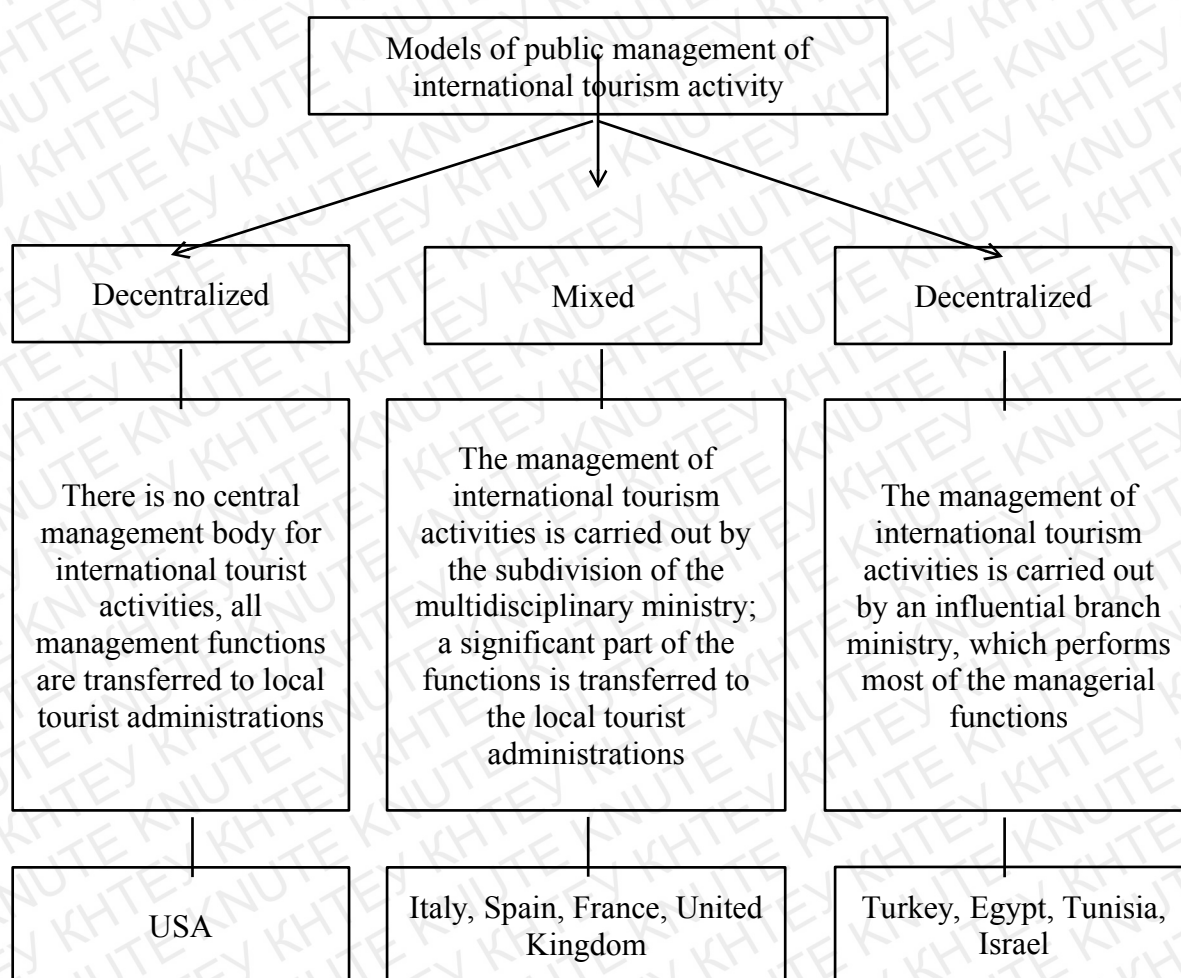 Models of public management of
international tourism activity
Decentralized
Mixed
Decentralized
There is no central
management body for
international tourist
activities, all
management functions
are transferred to local
tourist administrations
The management of
international tourism
activities is carried out by
the subdivision of the
multidisciplinary ministry;
a significant part of the
functions is transferred to
the local tourist
administrations
The management of
international tourism
activities is carried out
by an influential branch
ministry, which performs
most of the managerial
functions
USA
Italy, Spain, France, United
Kingdom
Turkey, Egypt, Tunisia,
Israel